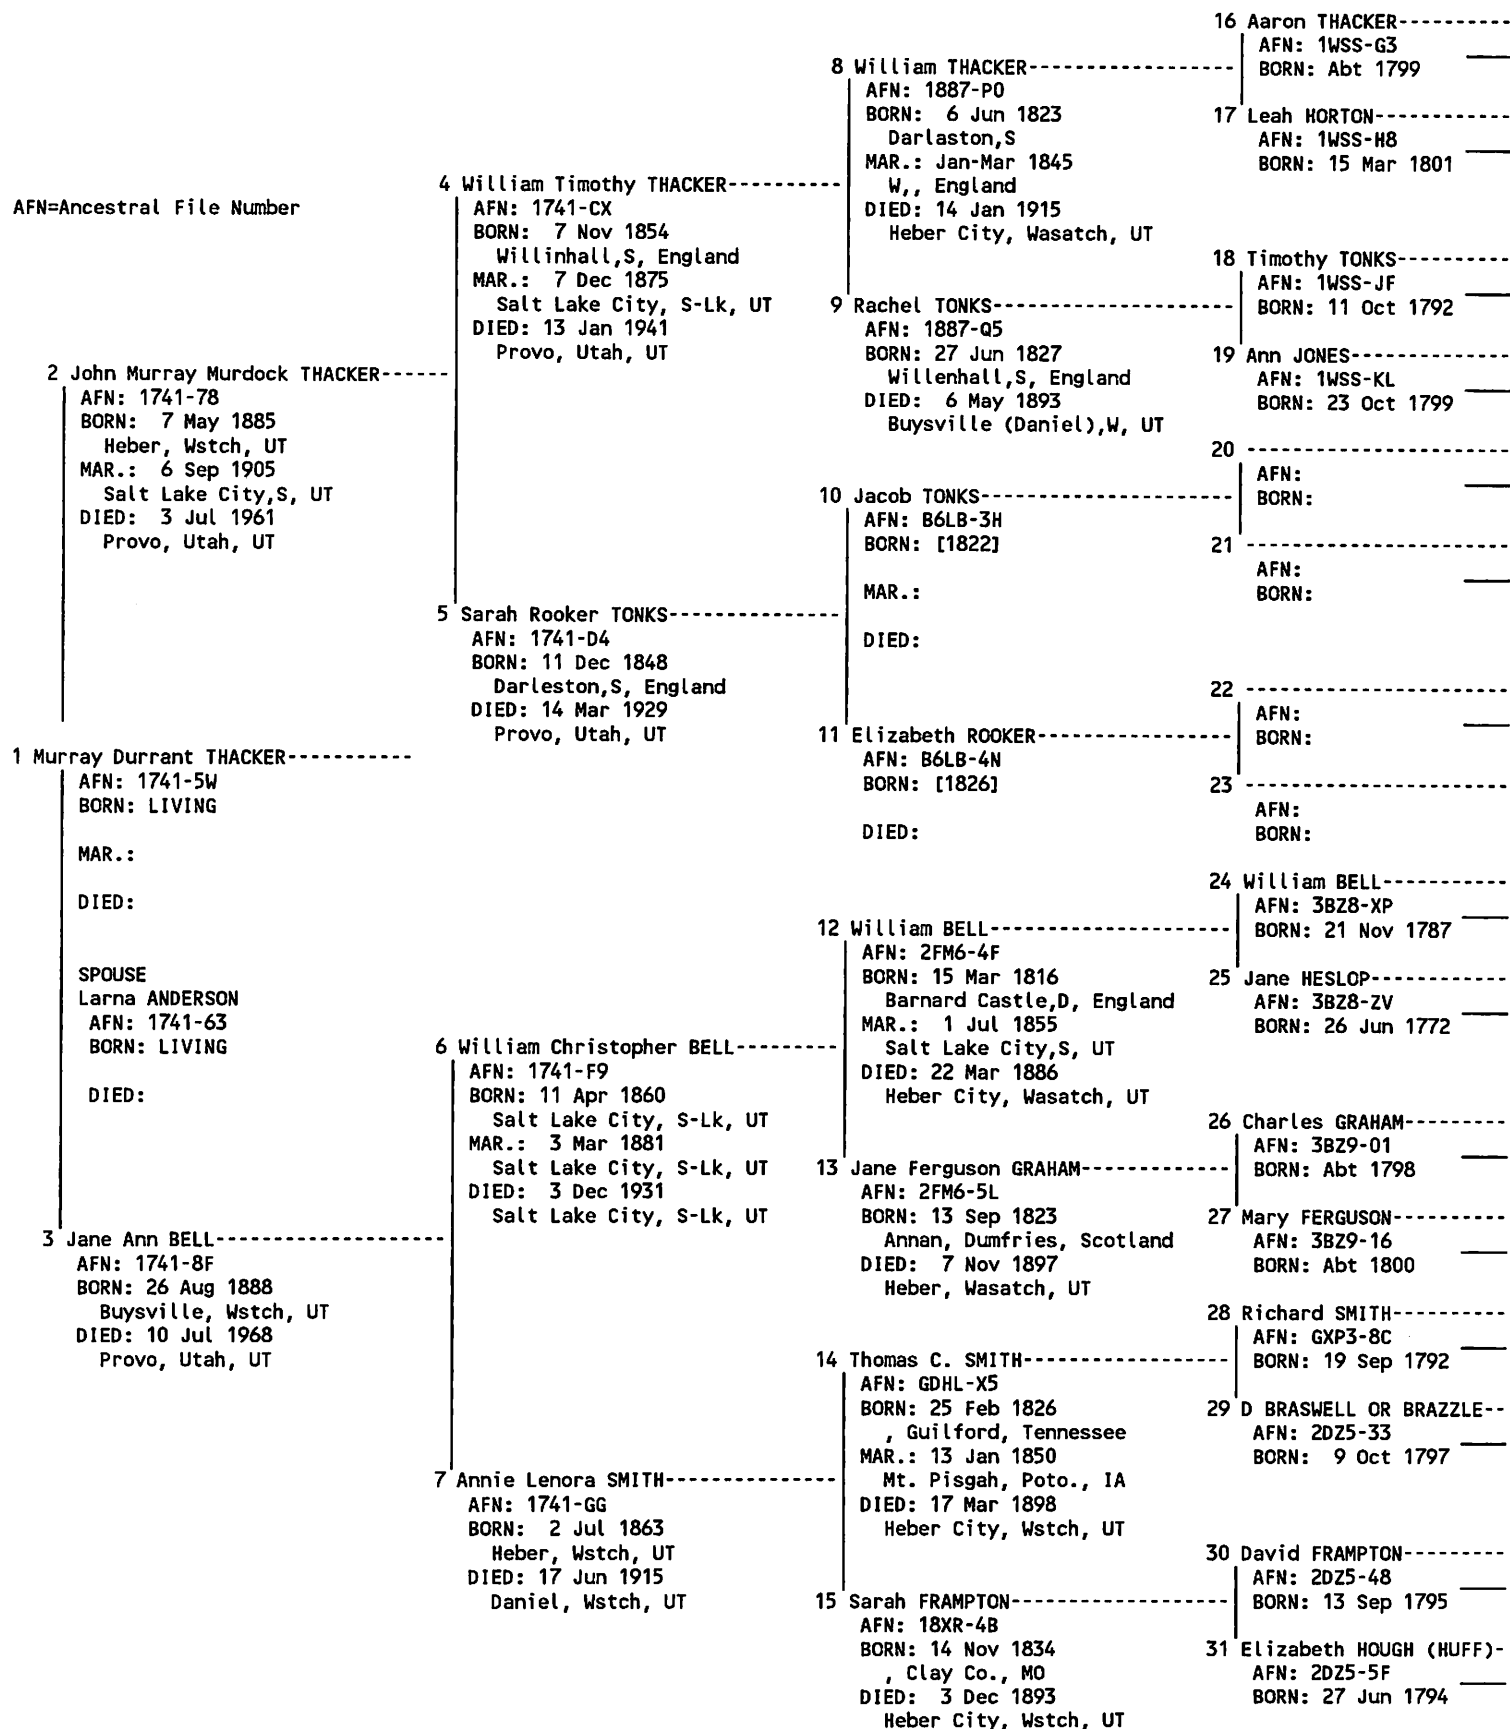 AFN=Ancestral File Number
1 Murray Durrant THACKER-----------
AFN: 1741-5W
BORN: LIVING
MAR.:
DIED:
SPOUSE
Larna ANDERSON
AFN: 1741-63
BORN: LIVING
DIED:
2 John Murray Murdock THACKER------
AFN: 1741-78
BORN: 7 May 1885
Heber, Wstch, UT
MAR.: 6 Sep 1905
Salt Lake City,S, UT
DIED: 3 Jul 1961
Provo, Utah, UT
3 Jane Ann BELL--------------------
AFN: 1741-8F
BORN: 26 Aug 1888
Buysville, Wstch, UT
DIED: 10 Jul 1968
Provo, Utah, UT
4 William Timothy THACKER----------
AFN: 1741-CX
BORN: 7 Nov 1854
Willinhall,S, England
MAR.: 7 Dec 1875
Salt Lake City, S-Lk, UT
DIED: 13 Jan 1941
Provo, Utah, UT
5 Sarah Rooker TONKS---------------
AFN: 1741-D4
BORN: 11 Dec 1848
Darleston,S, England
DIED: 14 Mar 1929
Provo, Utah, UT
6 William Christopher BELL---------
AFN: 1741-F9
BORN: 11 Apr 1860
Salt Lake City, S-Lk, UT
MAR.: 3 Mar 1881
Salt Lake City, S-Lk, UT
DIED: 3 Dec 1931
Salt Lake City, S-Lk, UT
7 Annie Lenora SMITH---------------
AFN: 1741-GG
BORN: 2 Jul 1863
Heber, Wstch, UT
DIED: 17 Jun 1915
Daniel, Wstch, UT
8 William THACKER------------------
AFN: 1887-P0
BORN: 6 Jun 1823
Darlaston,S
MAR.: Jan-Mar 1845
W,, England
DIED: 14 Jan 1915
Heber City, Wasatch, UT
9 Rachel TONKS---------------------
AFN: 1887-Q5
BORN: 27 Jun 1827
Willenhall,S, England
DIED: 6 May 1893
Buysville (Daniel),W, UT
10 Jacob TONKS----------------------
AFN: B6LB-3H
BORN: [1822]
MAR.:
DIED:
11 Elizabeth ROOKER-----------------
AFN: B6LB-4N
BORN: [1826]
DIED:
12 William BELL---------------------
AFN: 2FM6-4F
BORN: 15 Mar 1816
Barnard Castle,D, England
MAR.: 1 Jul 1855
Salt Lake City,S, UT
DIED: 22 Mar 1886
Heber City, Wasatch, UT
13 Jane Ferguson GRAHAM-------------
AFN: 2FM6-5L
BORN: 13 Sep 1823
Annan, Dumfries, Scotland
DIED: 7 Nov 1897
Heber, Wasatch, UT
14 Thomas C. SMITH------------------
AFN: GDHL-X5
BORN: 25 Feb 1826
, Guilford, Tennessee
MAR.: 13 Jan 1850
Mt. Pisgah, Poto., IA
DIED: 17 Mar 1898
Heber City, Wstch, UT
15 Sarah FRAMPTON-------------------
AFN: 18XR-4B
BORN: 14 Nov 1834
, Clay Co., MO
DIED: 3 Dec 1893
Heber City, Wstch, UT
16 Aaron THACKER----------
AFN: 1WSS-G3
BORN: Abt 1799
17 Leah HORTON------------
AFN: 1WSS-H8
BORN: 15 Mar 1801
18 Timothy TONKS----------
AFN: 1WSS-JF
BORN: 11 Oct 1792
19 Ann JONES--------------
AFN: 1WSS-KL
BORN: 23 Oct 1799
20 -----------------------
AFN:
BORN:
21 -----------------------
AFN:
BORN:
22 -----------------------
AFN:
BORN:
23 -----------------------
AFN:
BORN:
24 William BELL-----------
AFN: 3BZ8-XP
BORN: 21 Nov 1787
25 Jane HESLOP------------
AFN: 3BZ8-ZV
BORN: 26 Jun 1772
26 Charles GRAHAM---------
AFN: 3BZ9-01
BORN: Abt 1798
27 Mary FERGUSON----------
AFN: 3BZ9-16
BORN: Abt 1800
28 Richard SMITH----------
AFN: GXP3-8C
BORN: 19 Sep 1792
29 D BRASWELL OR BRAZZLE--
AFN: 2DZ5-33
BORN: 9 Oct 1797
30 David FRAMPTON---------
AFN: 2DZ5-48
BORN: 13 Sep 1795
31 Elizabeth HOUGH (HUFF)-
AFN: 2DZ5-5F
BORN: 27 Jun 1794